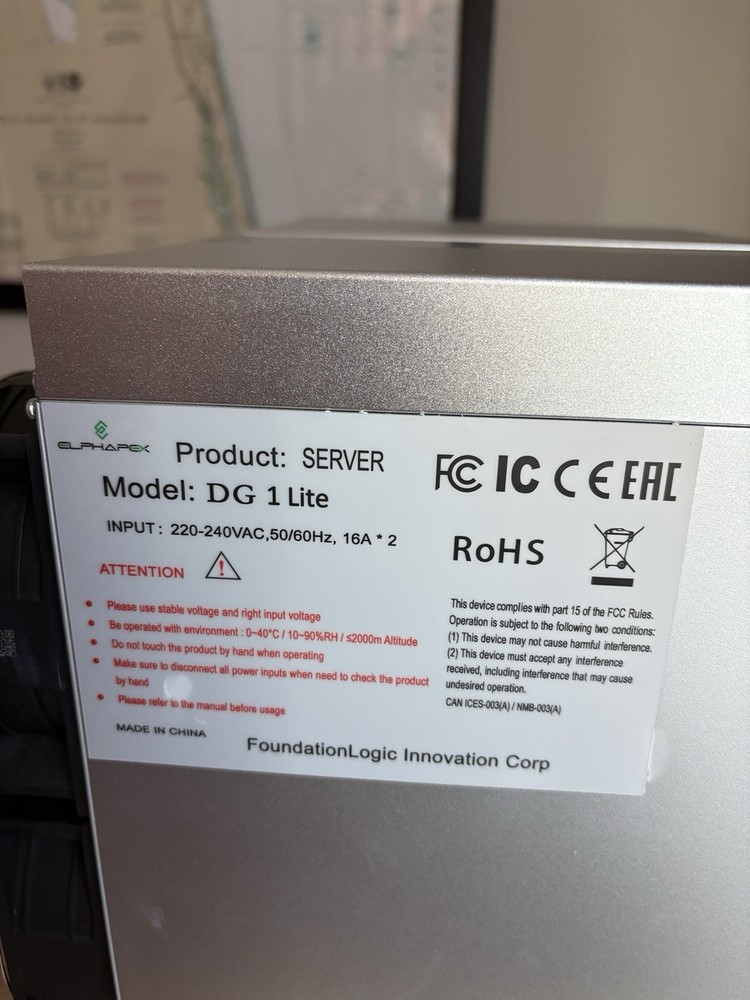 ELPHAPEX
Product: SERVER
Model: DG 1 Lite
INPUT : 220-240VAC,50/60Hz, 16A * 2
FC IC CE EAC
RoHS
ATTENTION
• Please use stable voltage and right input voltage
• Be operated with environment : 0~40°C / 10~90%RH / ≤2000m Altitude
• Do not touch the product by hand when operating
• Make sure to disconnect all power inputs when need to check the product
by hand
• Please refer to the manual before usage
This device complies with part 15 of the FCC Rules.
Operation is subject to the following two conditions:
(1) This device may not cause harmful interference.
(2) This device must accept any interference
received, including interference that may cause
undesired operation.
CAN ICES-003(A) / NMB-003(A)
MADE IN CHINA
FoundationLogic Innovation Corp